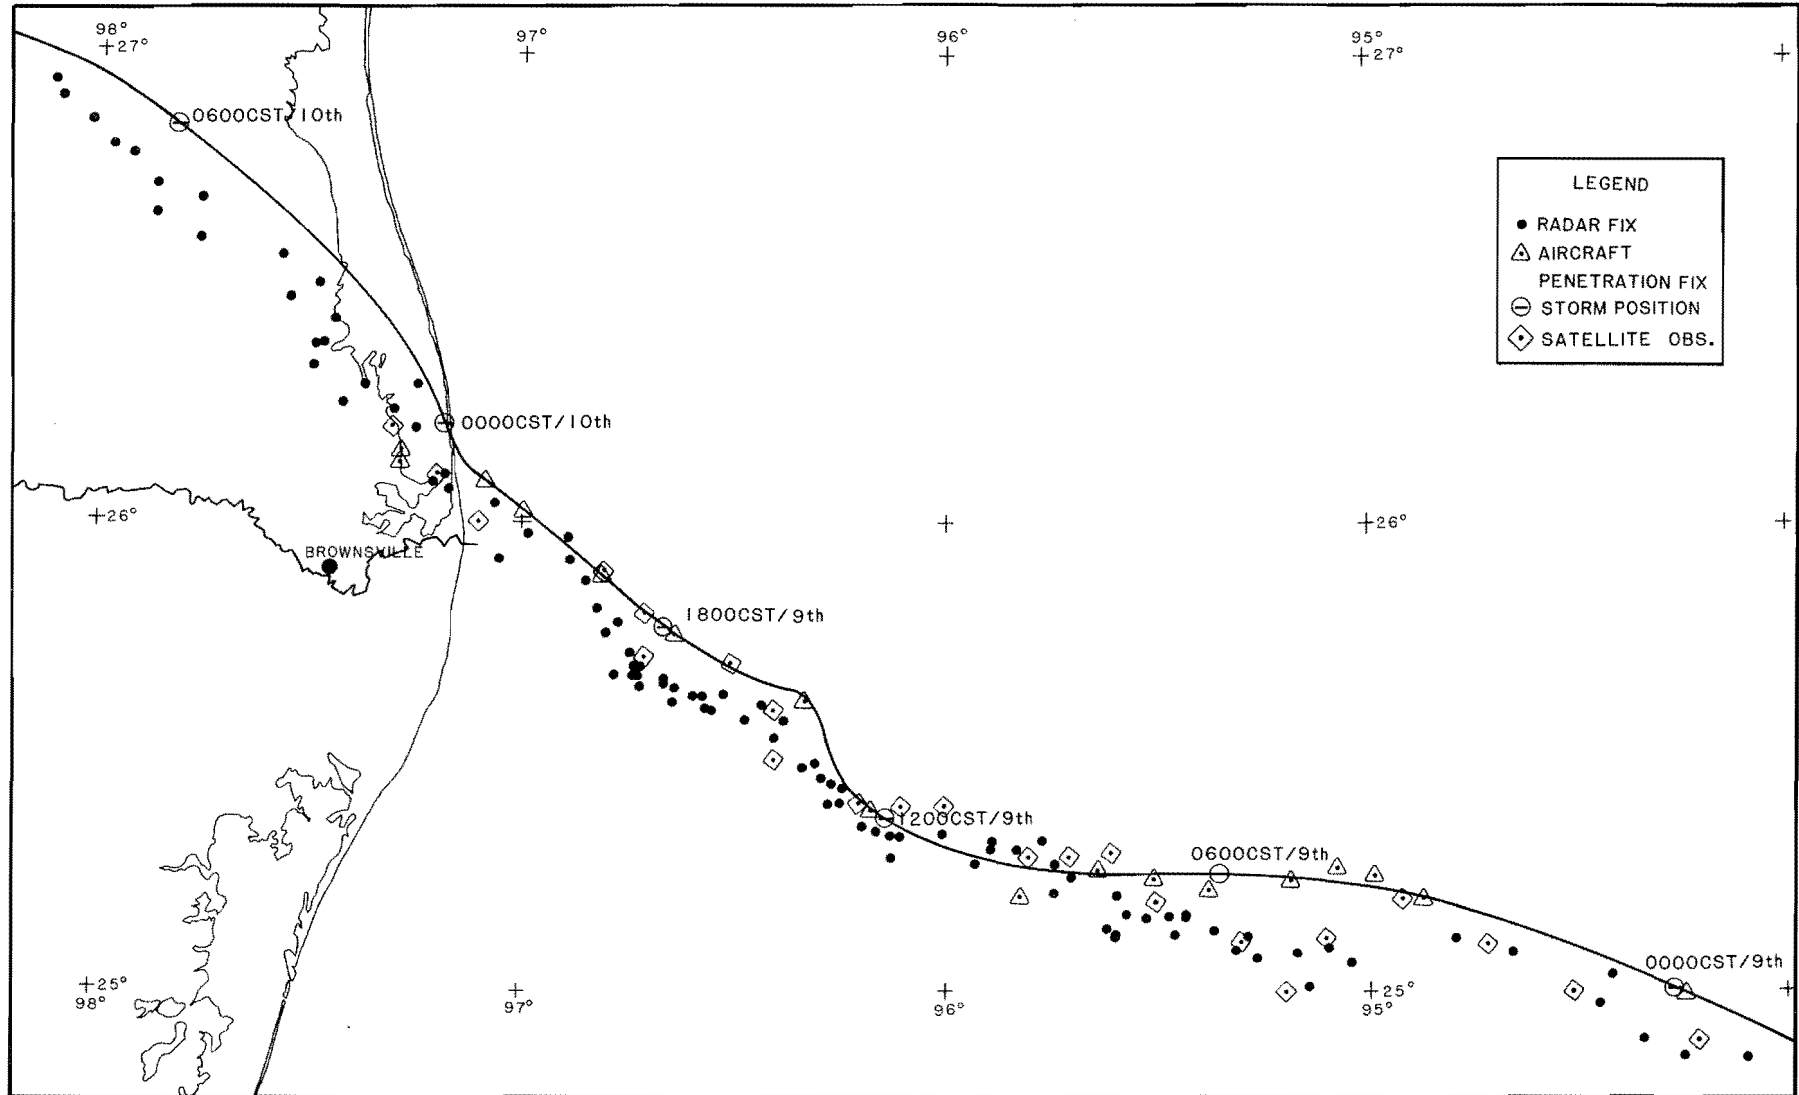 98°
27°
97°
96°
95°
27°
0600CST/10th
LEGEND
RADAR FIX
AIRCRAFT
PENETRATION FIX
STORM POSITION
SATELLITE OBS.
0000CST/10th
26°
26°
BROWNSVILLE
1800CST/9th
1200CST/9th
0600CST/9th
0000CST/9th
25°
98°
97°
96°
25°
95°